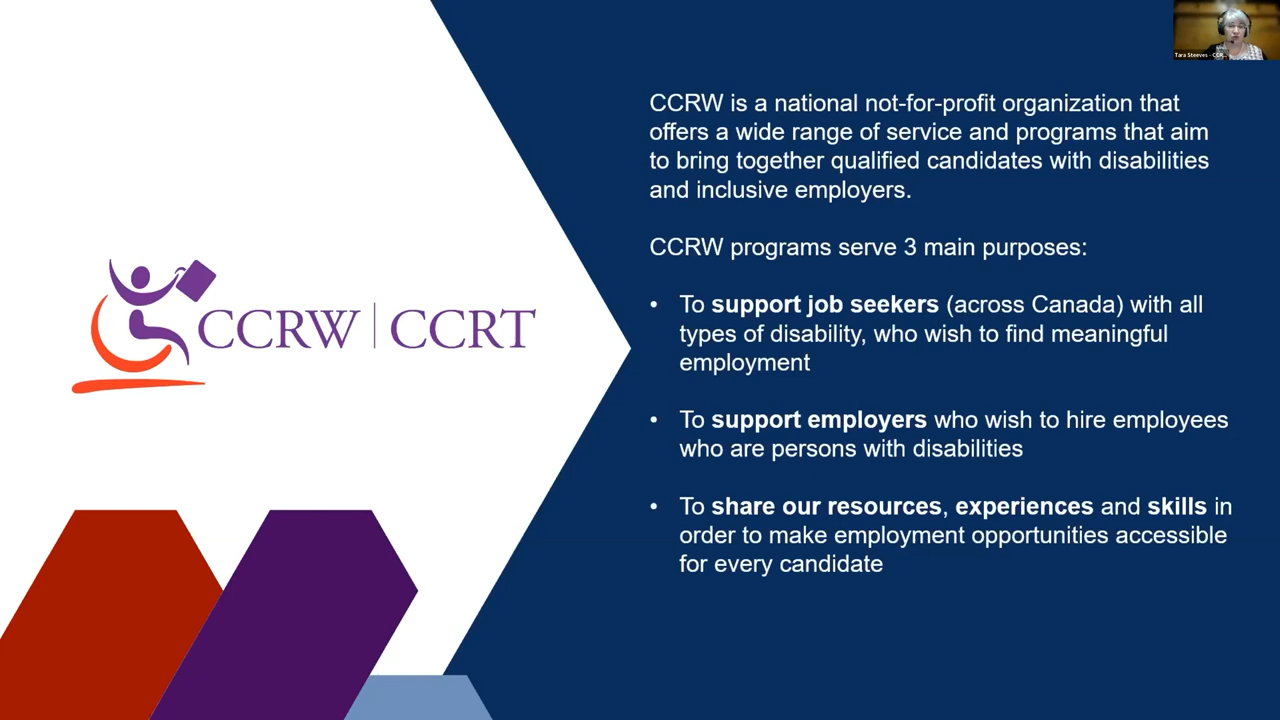 Tara Steeves - CCR...
CCRW is a national not-for-profit organization that
offers a wide range of service and programs that aim
to bring together qualified candidates with disabilities
and inclusive employers.
CCRW programs serve 3 main purposes:
• To support job seekers (across Canada) with all
types of disability, who wish to find meaningful
employment
• To support employers who wish to hire employees
who are persons with disabilities
• To share our resources, experiences and skills in
order to make employment opportunities accessible
for every candidate
CCRW | CCRT